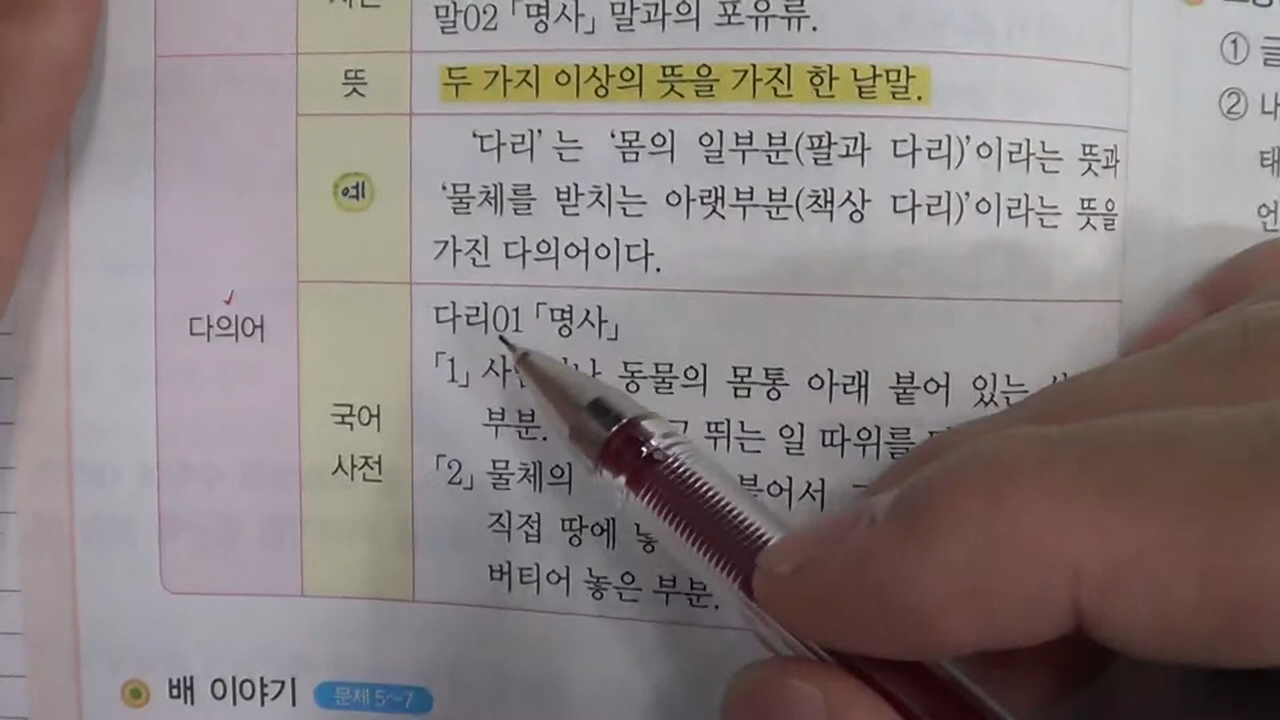 말02 「명사」 말과의 포유류.
뜻
두 가지 이상의 뜻을 가진 한 낱말.
예
‘다리’는 ‘몸의 일부분(팔과 다리)’이라는 뜻과
‘물체를 받치는 아랫부분(책상 다리)’이라는 뜻을
가진 다의어이다.
다의어
국어
사전
다리01 「명사」
「1」 동물의 몸통 아래 붙어 있는
부분. 뛰는 일 따위를
「2」 물체의 붙어서
직접 땅에
버티어 놓은 부분.
배 이야기 문제 5~7
①
②